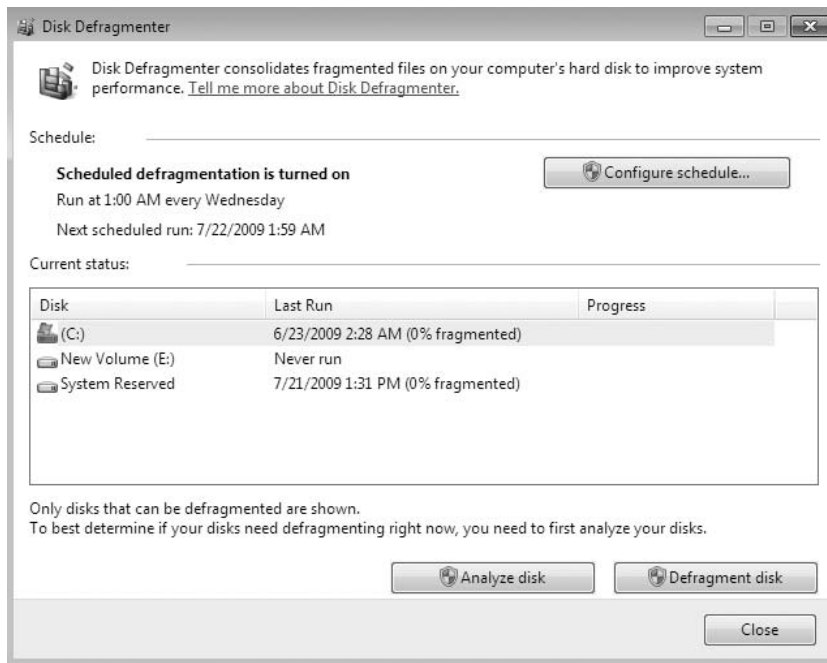 Disk Defragmenter
Disk Defragmenter consolidates fragmented files on your computer's hard disk to improve system
performance. Tell me more about Disk Defragmenter.
Schedule:
Scheduled defragmentation is turned on
Configure schedule...
Run at 1:00 AM every Wednesday
Next scheduled run: 7/22/2009 1:59 AM
Current status:
Disk Last Run Progress
(C:) 6/23/2009 2:28 AM (0% fragmented)
New Volume (E:) Never run
System Reserved 7/21/2009 1:31 PM (0% fragmented)
Only disks that can be defragmented are shown.
To best determine if your disks need defragmenting right now, you need to first analyze your disks.
Analyze disk Defragment disk
Close